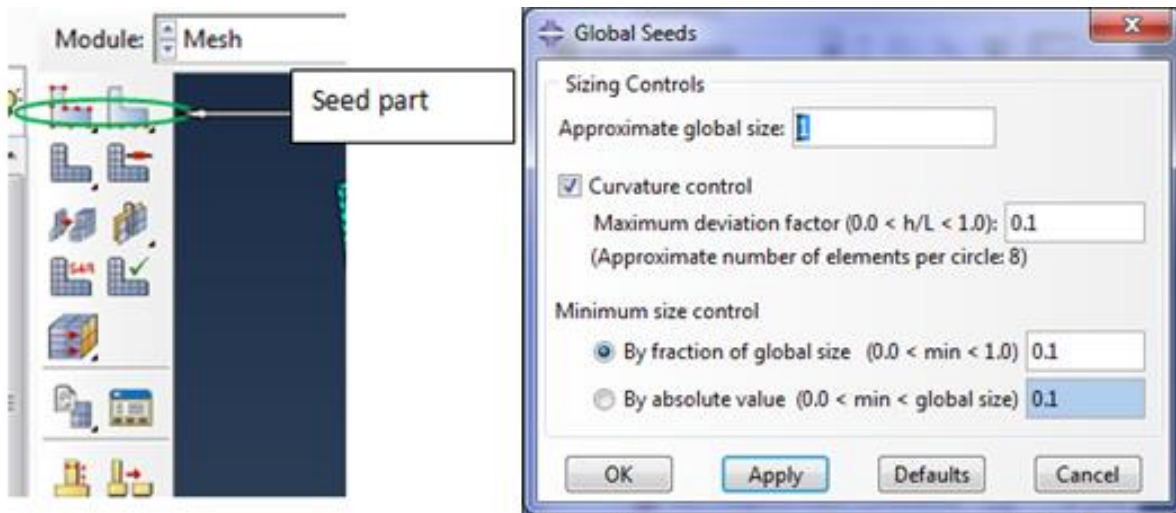 Module: Mesh
Seed part
Global Seeds
Sizing Controls
Approximate global size: 1
Curvature control
Maximum deviation factor (0.0 < h/L < 1.0): 0.1
(Approximate number of elements per circle: 8)
Minimum size control
By fraction of global size (0.0 < min < 1.0) 0.1
By absolute value (0.0 < min < global size) 0.1
OK Apply Defaults Cancel